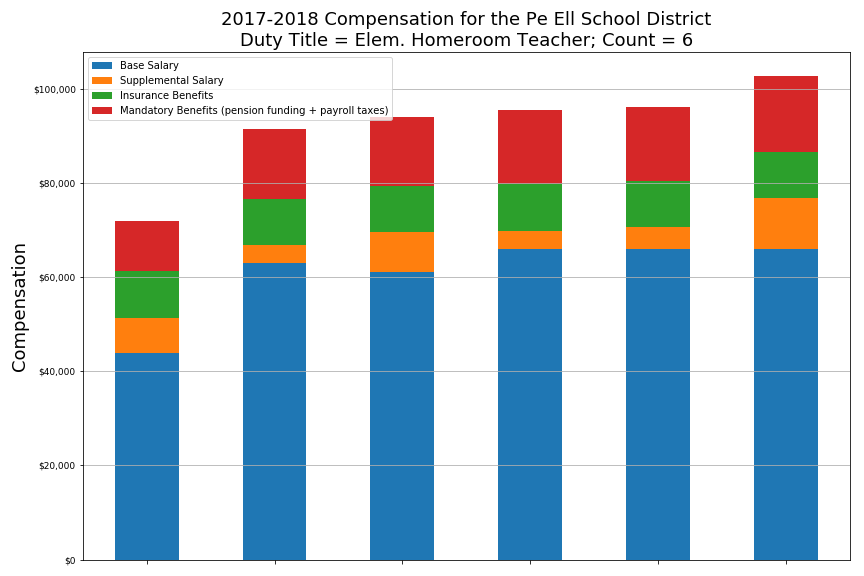 2017-2018 Compensation for the Pe Ell School District
Duty Title = Elem. Homeroom Teacher; Count = 6
Base Salary
Supplemental Salary
Insurance Benefits
Mandatory Benefits (pension funding + payroll taxes)
Compensation
$100,000
$80,000
$60,000
$40,000
$20,000
$0